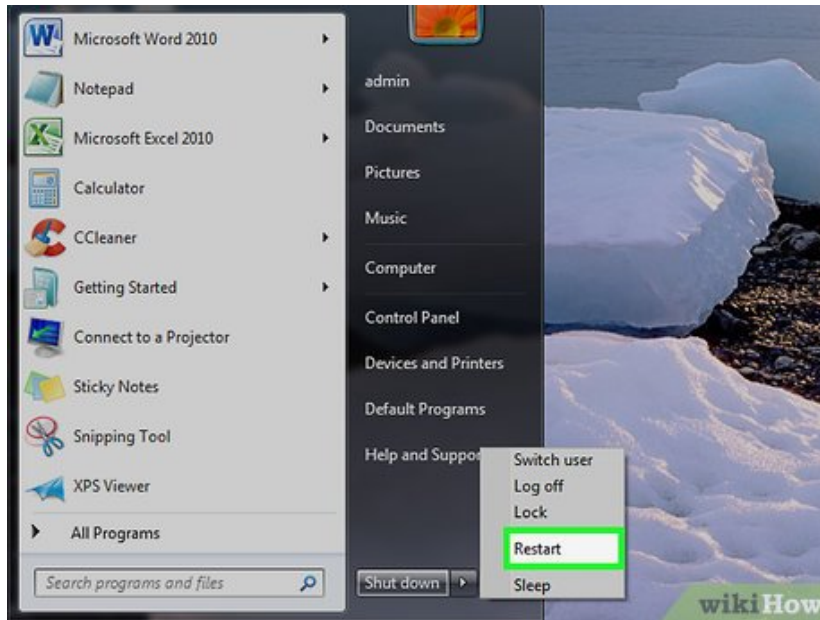 Microsoft Word 2010
Notepad
Microsoft Excel 2010
Calculator
CCleaner
Getting Started
Connect to a Projector
Sticky Notes
Snipping Tool
XPS Viewer
All Programs
Search programs and files
admin
Documents
Pictures
Music
Computer
Control Panel
Devices and Printers
Default Programs
Help and Suppor
Shut down
Switch user
Log off
Lock
Restart
Sleep
wikiHow